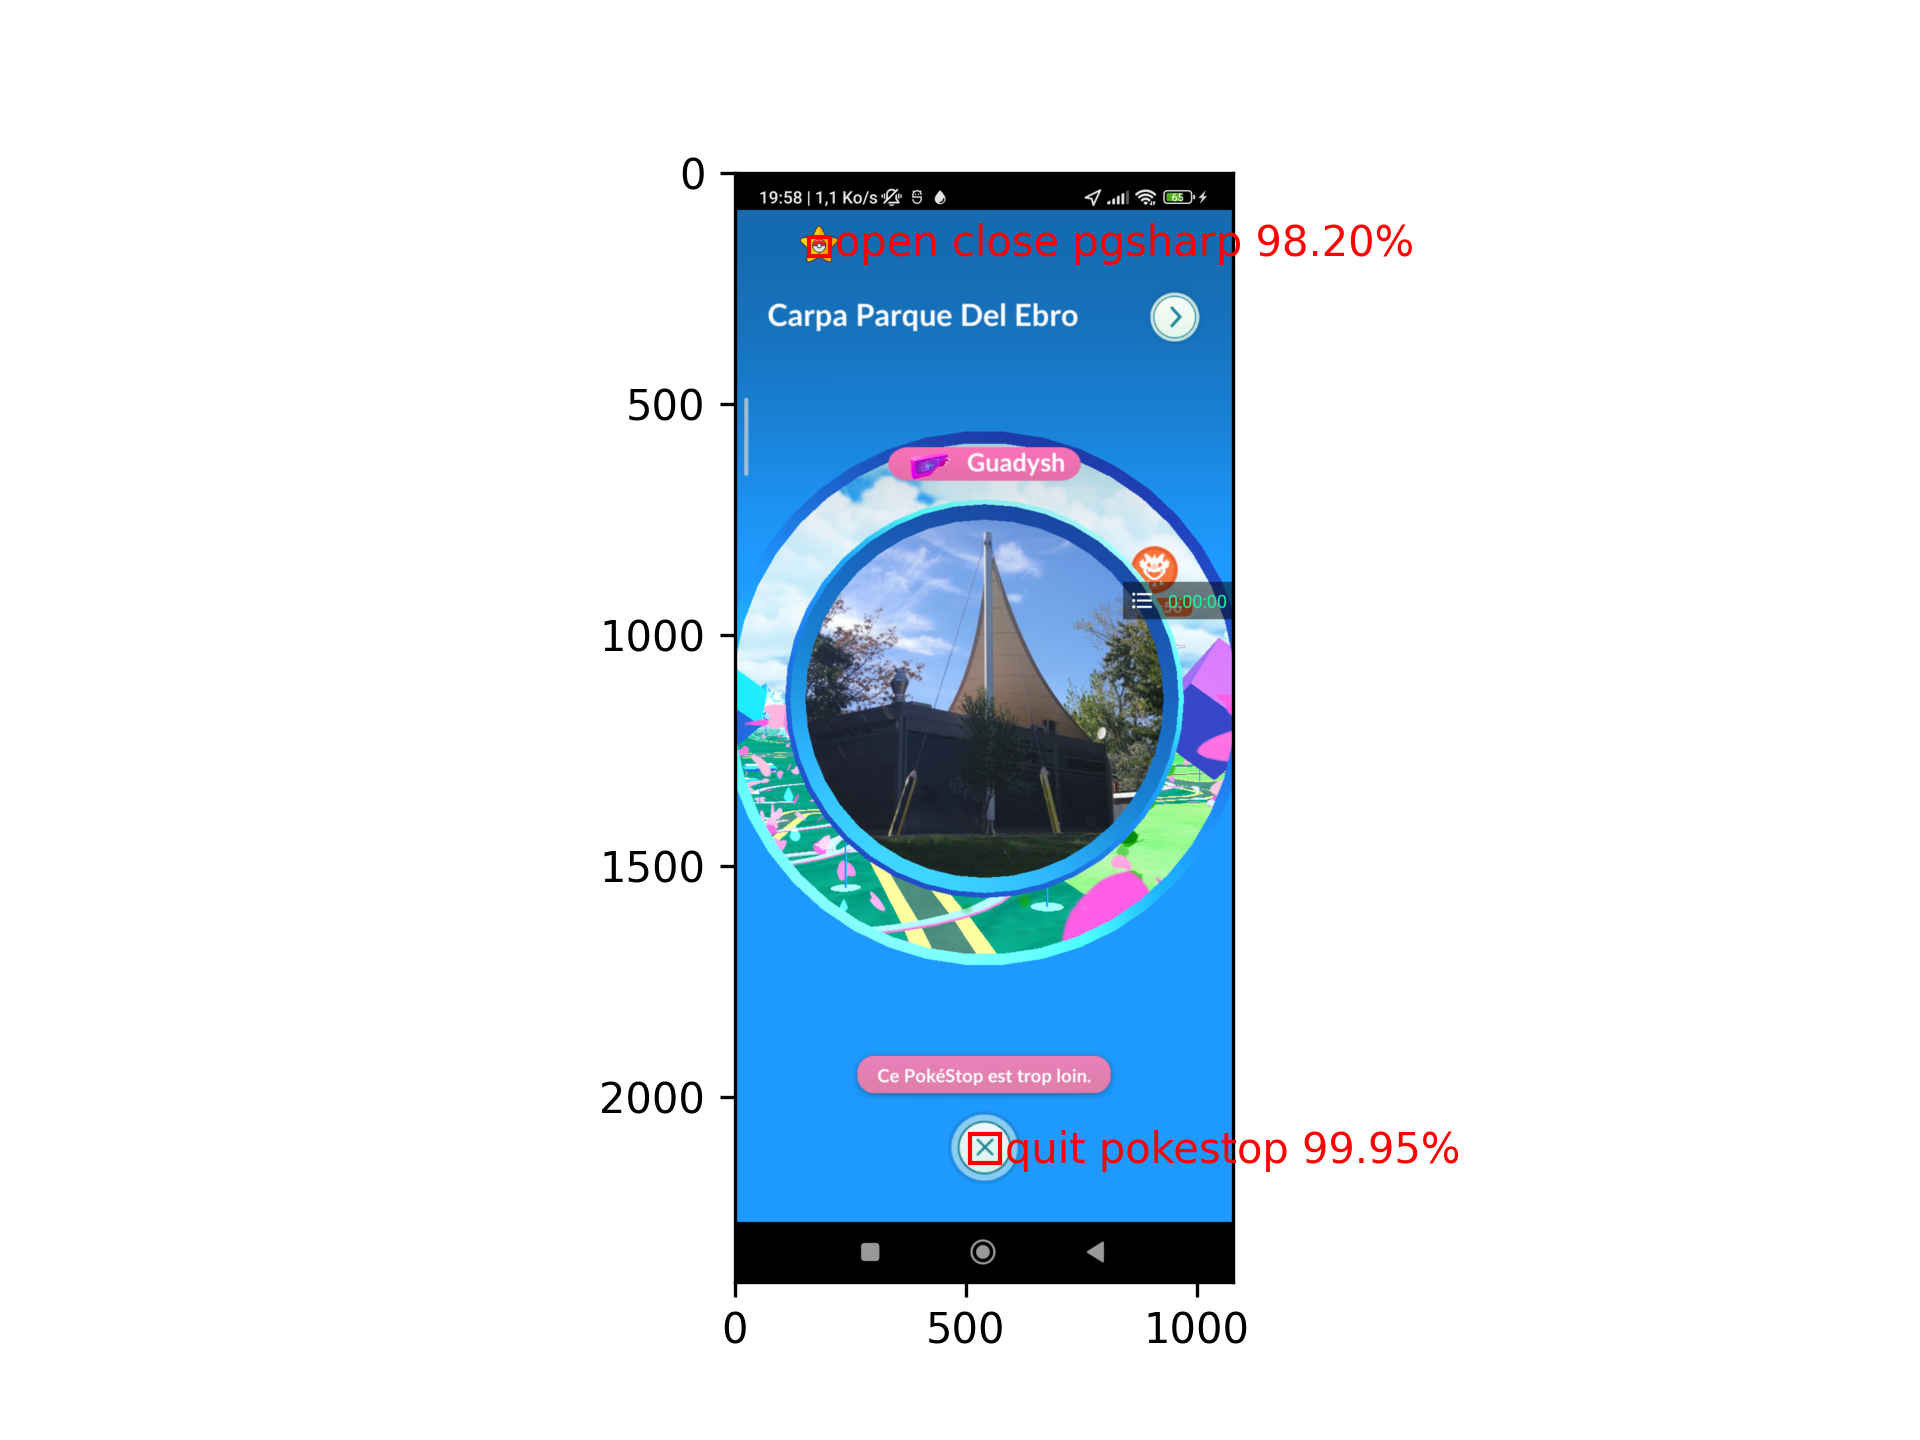 0
19:58 | 1,1 Ko/s
65
open close pgsharp 98.20%
Carpa Parque Del Ebro
500
Guadysh
0:00:00
1000
1500
Ce PokéStop est trop loin.
2000
quit pokestop 99.95%
0
500
1000